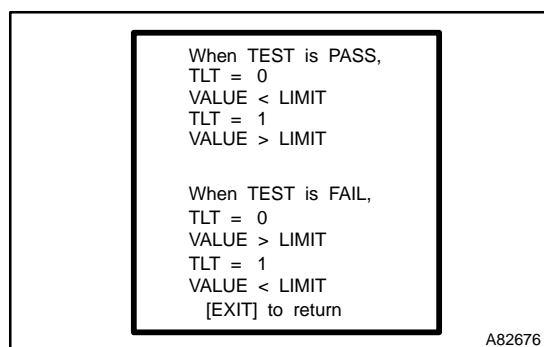 When TEST is PASS,
TLT = 0
VALUE < LIMIT
TLT = 1
VALUE > LIMIT
When TEST is FAIL,
TLT = 0
VALUE > LIMIT
TLT = 1
VALUE < LIMIT
[EXIT] to return
A82676